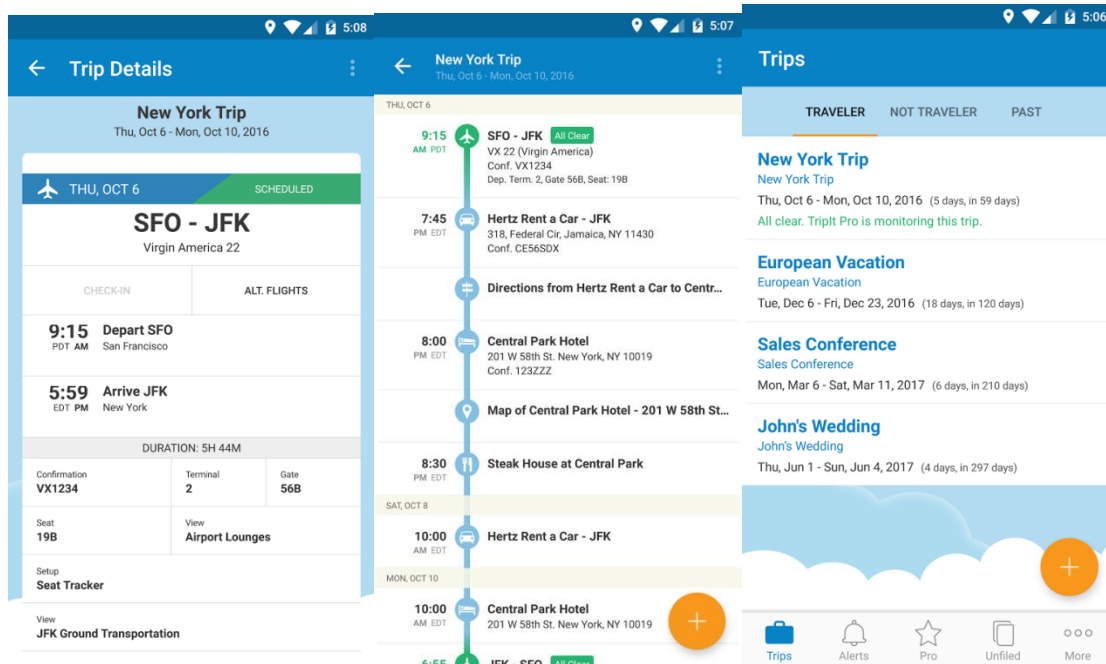 5:08
Trip Details
New York Trip
Thu, Oct 6 - Mon, Oct 10, 2016
THU, OCT 6 SCHEDULED
SFO - JFK
Virgin America 22
CHECK-IN ALT. FLIGHTS
9:15 Depart SFO
PDT AM San Francisco
5:59 Arrive JFK
EDT PM New York
DURATION: 5H 44M
Confirmation Terminal Gate
VX1234 2 56B
Seat View
19B Airport Lounges
Setup
Seat Tracker
View
JFK Ground Transportation
5:07
New York Trip
Thu, Oct 6 - Mon, Oct 10, 2016
THU, OCT 6
9:15 SFO - JFK All Clear
AM PDT VX 22 (Virgin America)
Conf. VX1234
Dep. Term. 2, Gate 56B, Seat: 19B
7:45 Hertz Rent a Car - JFK
PM EDT 318, Federal Cir, Jamaica, NY 11430
Conf. CE56SDX
Directions from Hertz Rent a Car to Centr...
8:00 Central Park Hotel
PM EDT 201 W 58th St. New York, NY 10019
Conf. 123ZZZ
Map of Central Park Hotel - 201 W 58th St...
8:30 Steak House at Central Park
PM EDT
SAT, OCT 8
10:00 Hertz Rent a Car - JFK
AM EDT
MON, OCT 10
10:00 Central Park Hotel
AM EDT 201 W 58th St. New York, NY 10019
6:55 JFK - SFO All Clear
5:06
Trips
TRAVELER NOT TRAVELER PAST
New York Trip
New York Trip
Thu, Oct 6 - Mon, Oct 10, 2016 (5 days, in 59 days)
All clear. TripIt Pro is monitoring this trip.
European Vacation
European Vacation
Tue, Dec 6 - Fri, Dec 23, 2016 (18 days, in 120 days)
Sales Conference
Sales Conference
Mon, Mar 6 - Sat, Mar 11, 2017 (6 days, in 210 days)
John's Wedding
John's Wedding
Thu, Jun 1 - Sun, Jun 4, 2017 (4 days, in 297 days)
Trips Alerts Pro Unfiled More